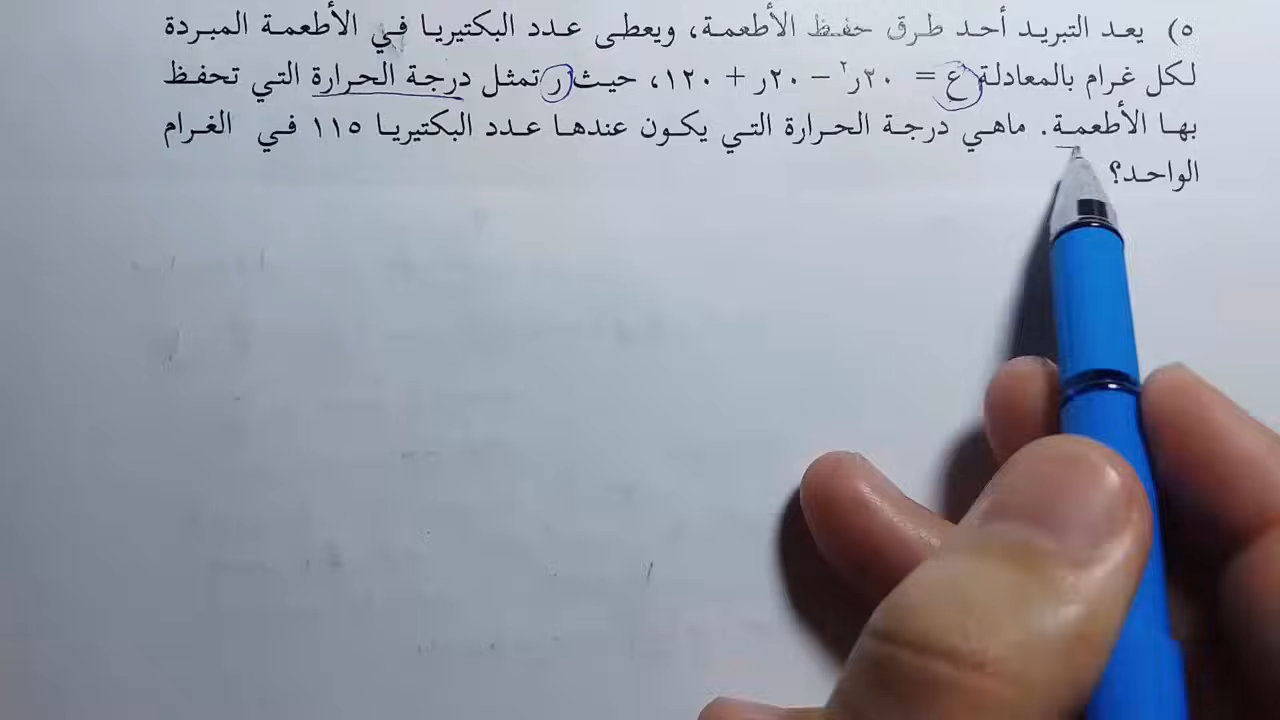 ٥) يعد التبريد أحد طرق حفظ الأطعمة، ويعطى عدد البكتيريا في الأطعمة المبردة
لكل غرام بالمعادلة ع = ٣٠ر٢ − ٢٠ر + ١٢٠، حيث ر تمثل درجة الحرارة التي تحفظ
بها الأطعمة. ماهي درجة الحرارة التي يكون عندها عدد البكتيريا ١١٥ في الغرام
الواحد؟